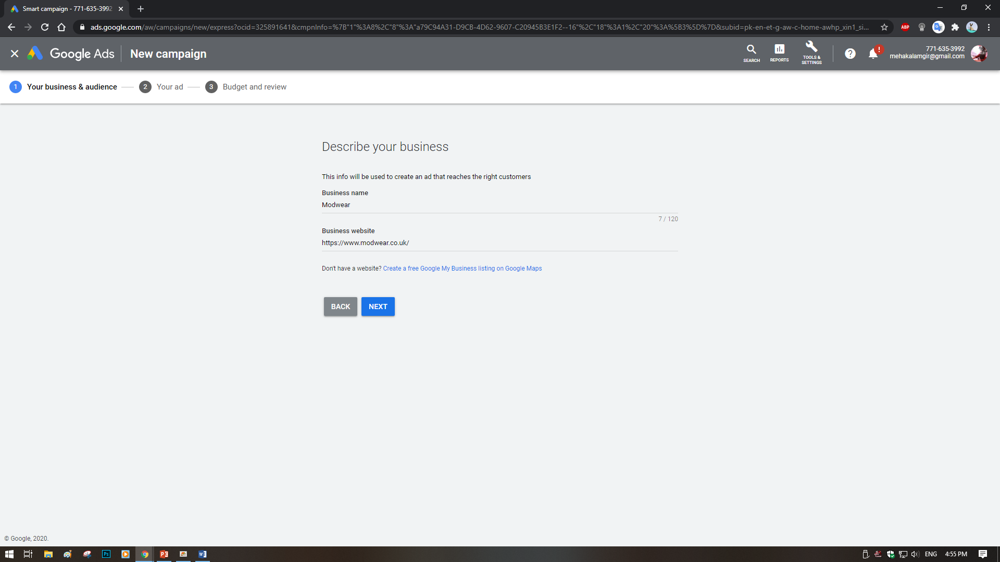 Smart campaign - 771-635-3992
ads.google.com/aw/campaigns/new/express?ocid=325891641&cmpnInfo=%7B"1"%3A8%2C"8"%3A"a79C94A31-D9CB-4D62-9607-C20945B3E1F2--16"%2C"18"%3A1%2C"20"%3A%5B3%5D%7D&subid=pk-en-et-g-aw-c-home-awhp_xin1_si...
ABP
Google Ads
New campaign
SEARCH
REPORTS
TOOLS &
SETTINGS
771-635-3992
mehakalamgir@gmail.com
1 Your business & audience
2 Your ad
3 Budget and review
Describe your business
This info will be used to create an ad that reaches the right customers
Business name
Modwear
7 / 120
Business website
https://www.modwear.co.uk/
Don't have a website? Create a free Google My Business listing on Google Maps
BACK
NEXT
© Google, 2020.
Ps
ENG
4:55 PM